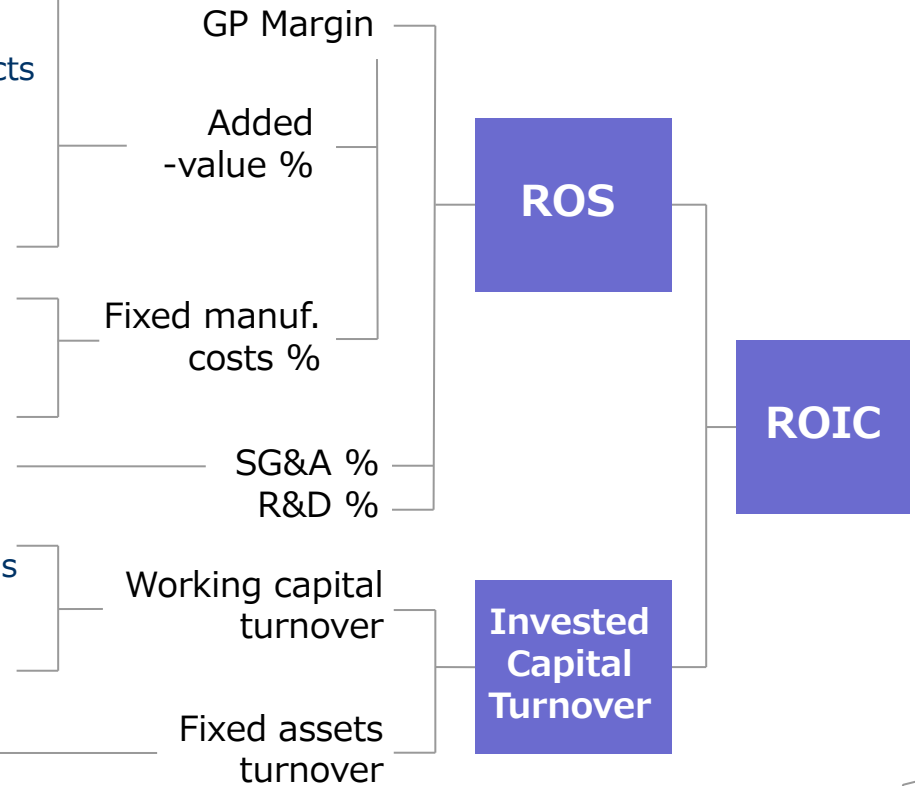 GP Margin
Added
-value %
Fixed manuf.
costs %
SG&A %
R&D %
Working capital
turnover
Fixed assets
turnover
ROS
Invested
Capital
Turnover
ROIC